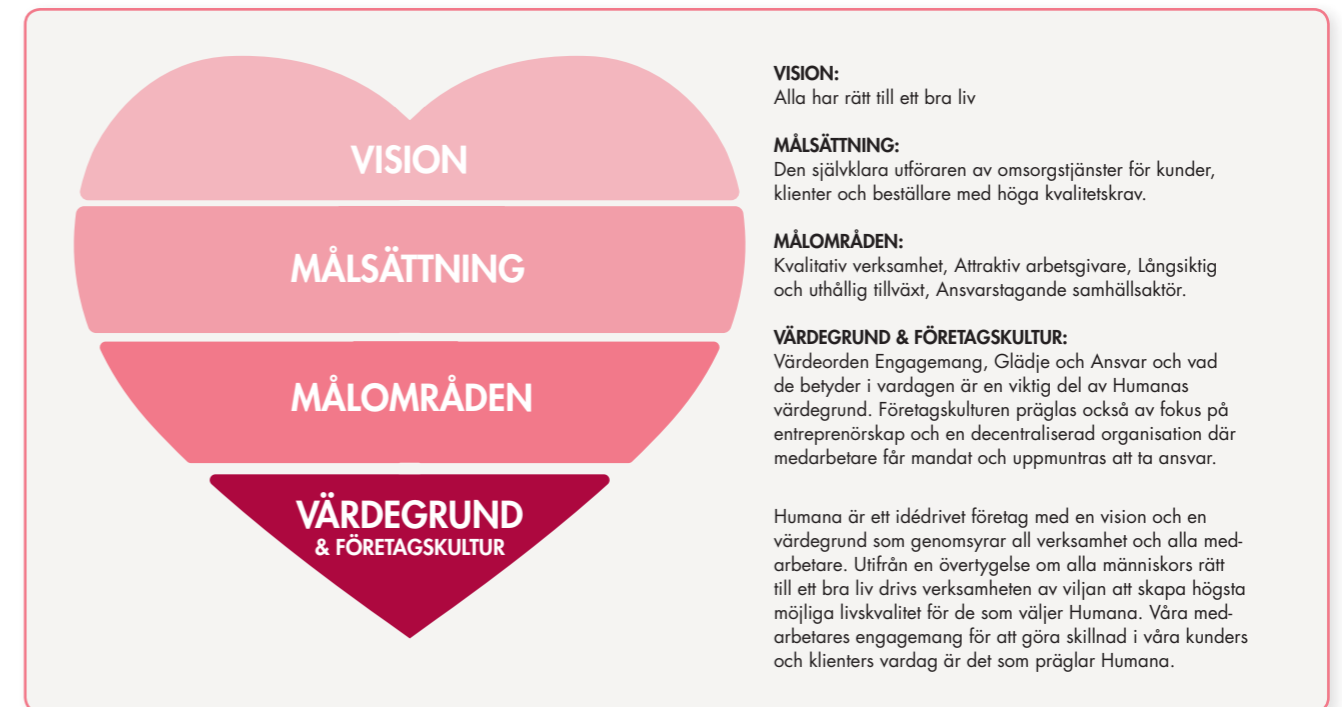 VISION
MÅLSÄTTNING
MÅLOMRÅDEN
VÄRDEGRUND
& FÖRETAGSKULTUR
VISION:
Alla har rätt till ett bra liv
MÅLSÄTTNING:
Den självklara utföraren av omsorgstjänster för kunder,
klienter och beställare med höga kvalitetskrav.
MÅLOMRÅDEN:
Kvalitativ verksamhet, Attraktiv arbetsgivare, Långsiktig
och uthållig tillväxt, Ansvarstagande samhällsaktör.
VÄRDEGRUND & FÖRETAGSKULTUR:
Värdeorden Engagemang, Glädje och Ansvar och vad
de betyder i vardagen är en viktig del av Humanas
värdegrund. Företagskulturen präglas också av fokus på
entreprenörskap och en decentraliserad organisation där
medarbetare får mandat och uppmuntras att ta ansvar.
Humana är ett idédrivet företag med en vision och en
värdegrund som genomsyrar all verksamhet och alla med-
arbetare. Utifrån en övertygelse om alla människors rätt
till ett bra liv drivs verksamheten av viljan att skapa högsta
möjliga livskvalitet för de som väljer Humana. Våra med-
arbetares engagemang för att göra skillnad i våra kunders
och klienters vardag är det som präglar Humana.